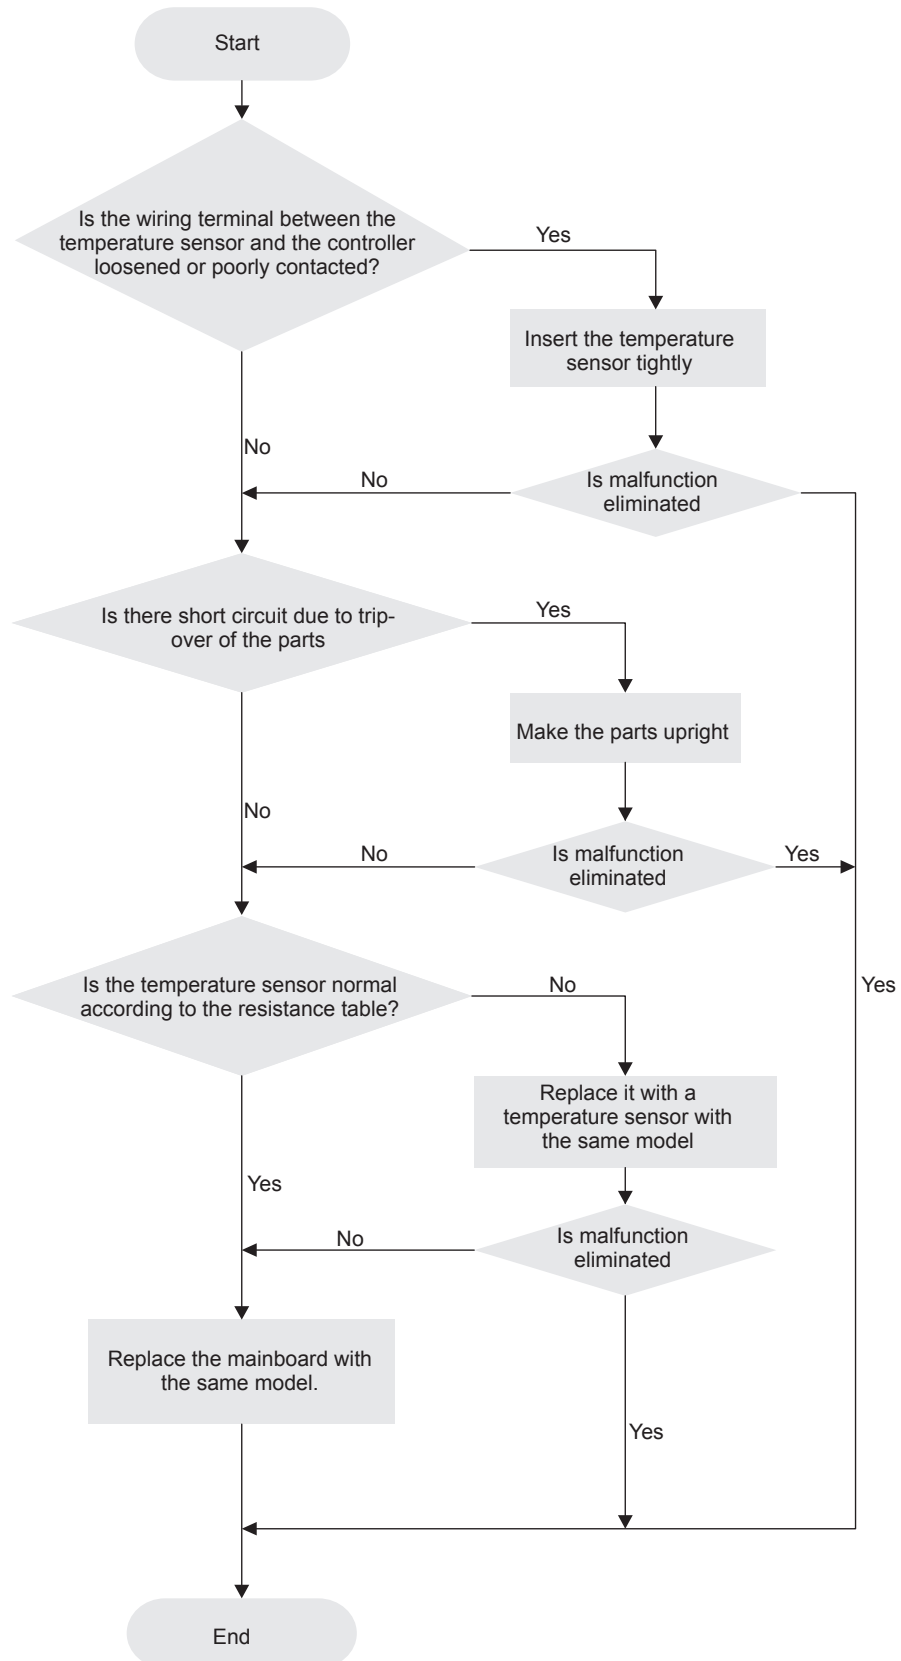 Start
Is the wiring terminal between the
temperature sensor and the controller
loosened or poorly contacted?
Yes
Insert the temperature
sensor tightly
No
No
Is malfunction
eliminated
Is there short circuit due to trip-
over of the parts
Yes
Make the parts upright
No
No
Is malfunction
eliminated
Yes
Is the temperature sensor normal
according to the resistance table?
No
Yes
Replace it with a
temperature sensor with
the same model
Yes
No
Is malfunction
eliminated
Replace the mainboard with
the same model.
Yes
End